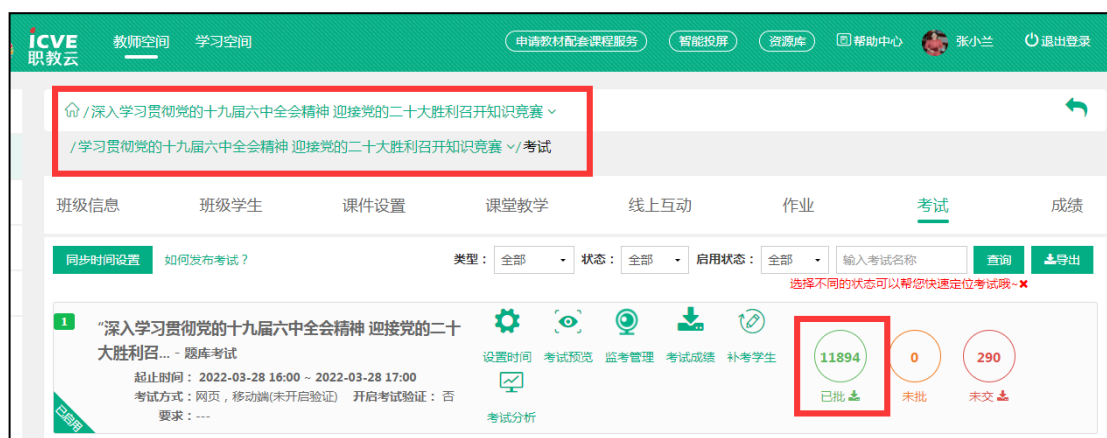 icve 教师空间 学习空间 申请教材配套课程服务 智能投屏 资源库 帮助中心 张小兰 退出登录
职教云
/深入学习贯彻党的十九届六中全会精神 迎接党的二十大胜利召开知识竞赛
/学习贯彻党的十九届六中全会精神 迎接党的二十大胜利召开知识竞赛 /考试
班级信息 班级学生 课件设置 课堂教学 线上互动 作业 考试 成绩
同步时间设置 如何发布考试？ 类型： 全部 状态： 全部 启用状态： 全部 输入考试名称 查询 导出
选择不同的状态可以帮您快速定位考试哦~×
1 “深入学习贯彻党的十九届六中全会精神 迎接党的二十
大胜利召... - 题库考试
设置时间 考试预览 监考管理 考试成绩 补考学生
11894 0 290
起止时间： 2022-03-28 16:00 ~ 2022-03-28 17:00
考试方式：网页，移动端(未开启验证) 开启考试验证：否
已批 未批 未交
要求：---
考试分析
已启用